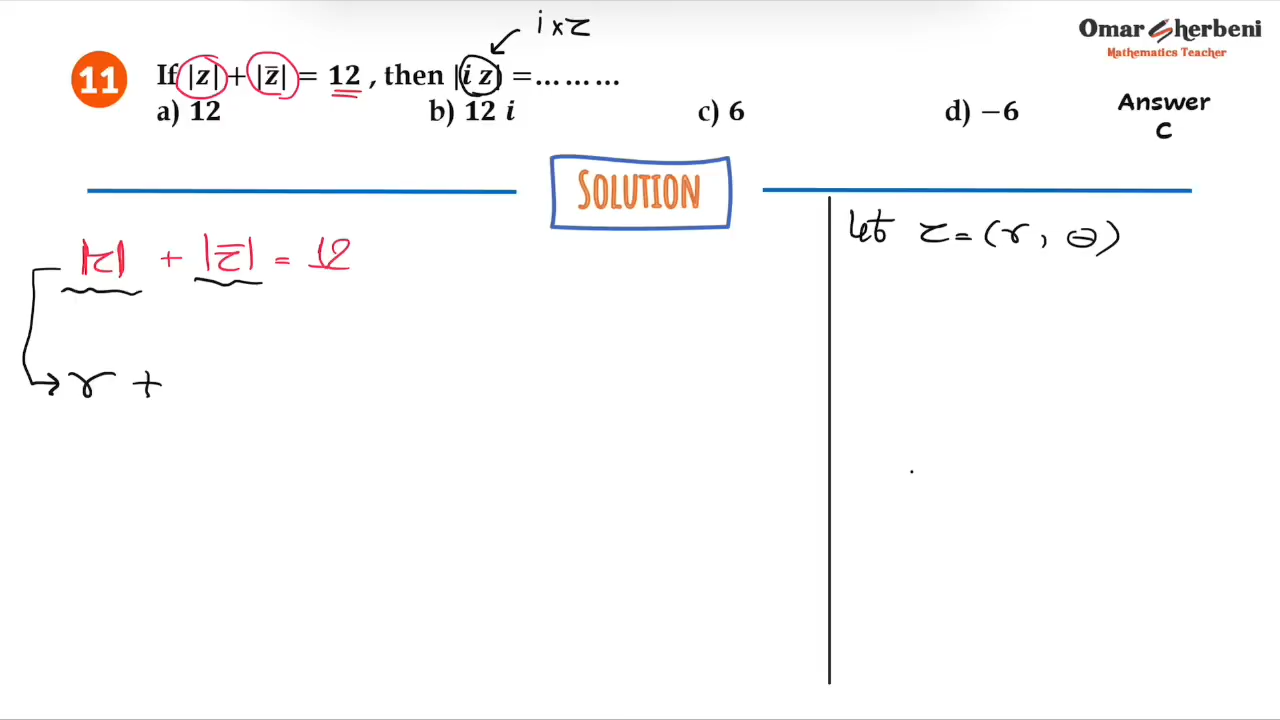 i × z
Omar Sherbeni
Mathematics Teacher
11 If |z| + |z̅| = 12 , then |i z| = ... ... ...
a) 12 b) 12 i c) 6 d) −6
Answer
C
SOLUTION
|z| + |z̅| = 12
r +
let z = (r, θ)